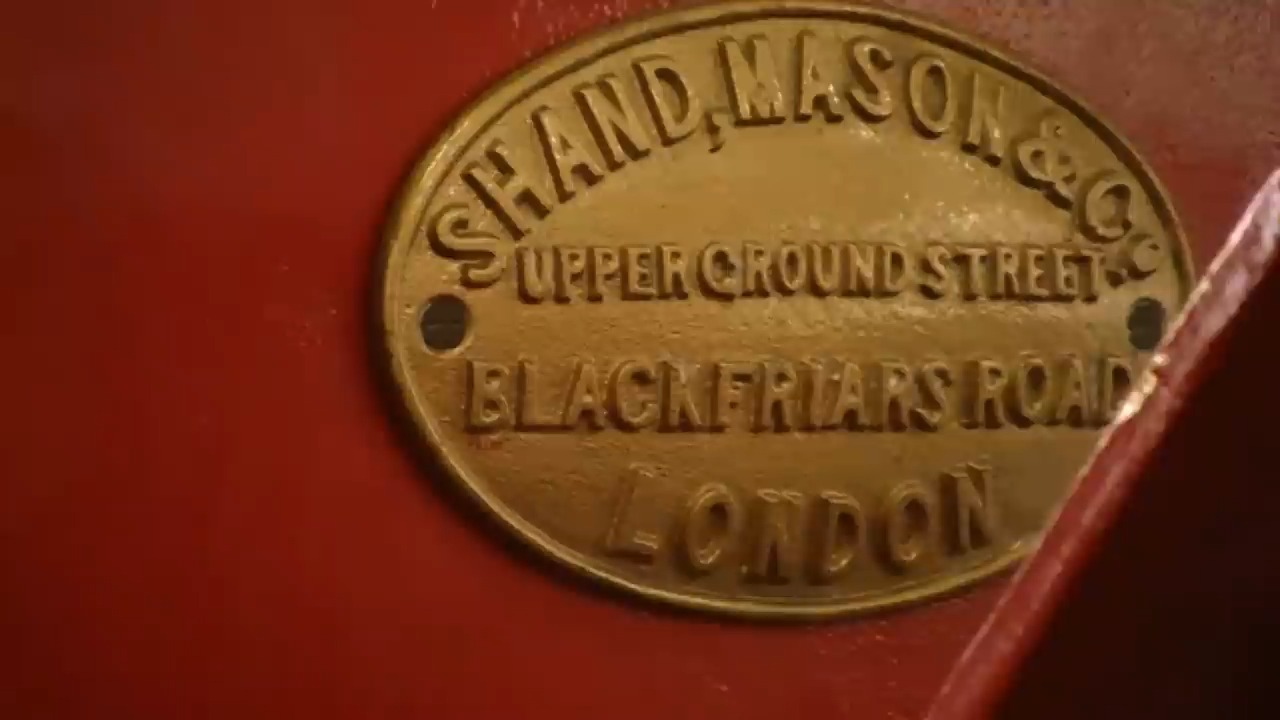 SHAND, MASON & Co.
UPPER GROUND STREET.
BLACKFRIARS ROAD
LONDON